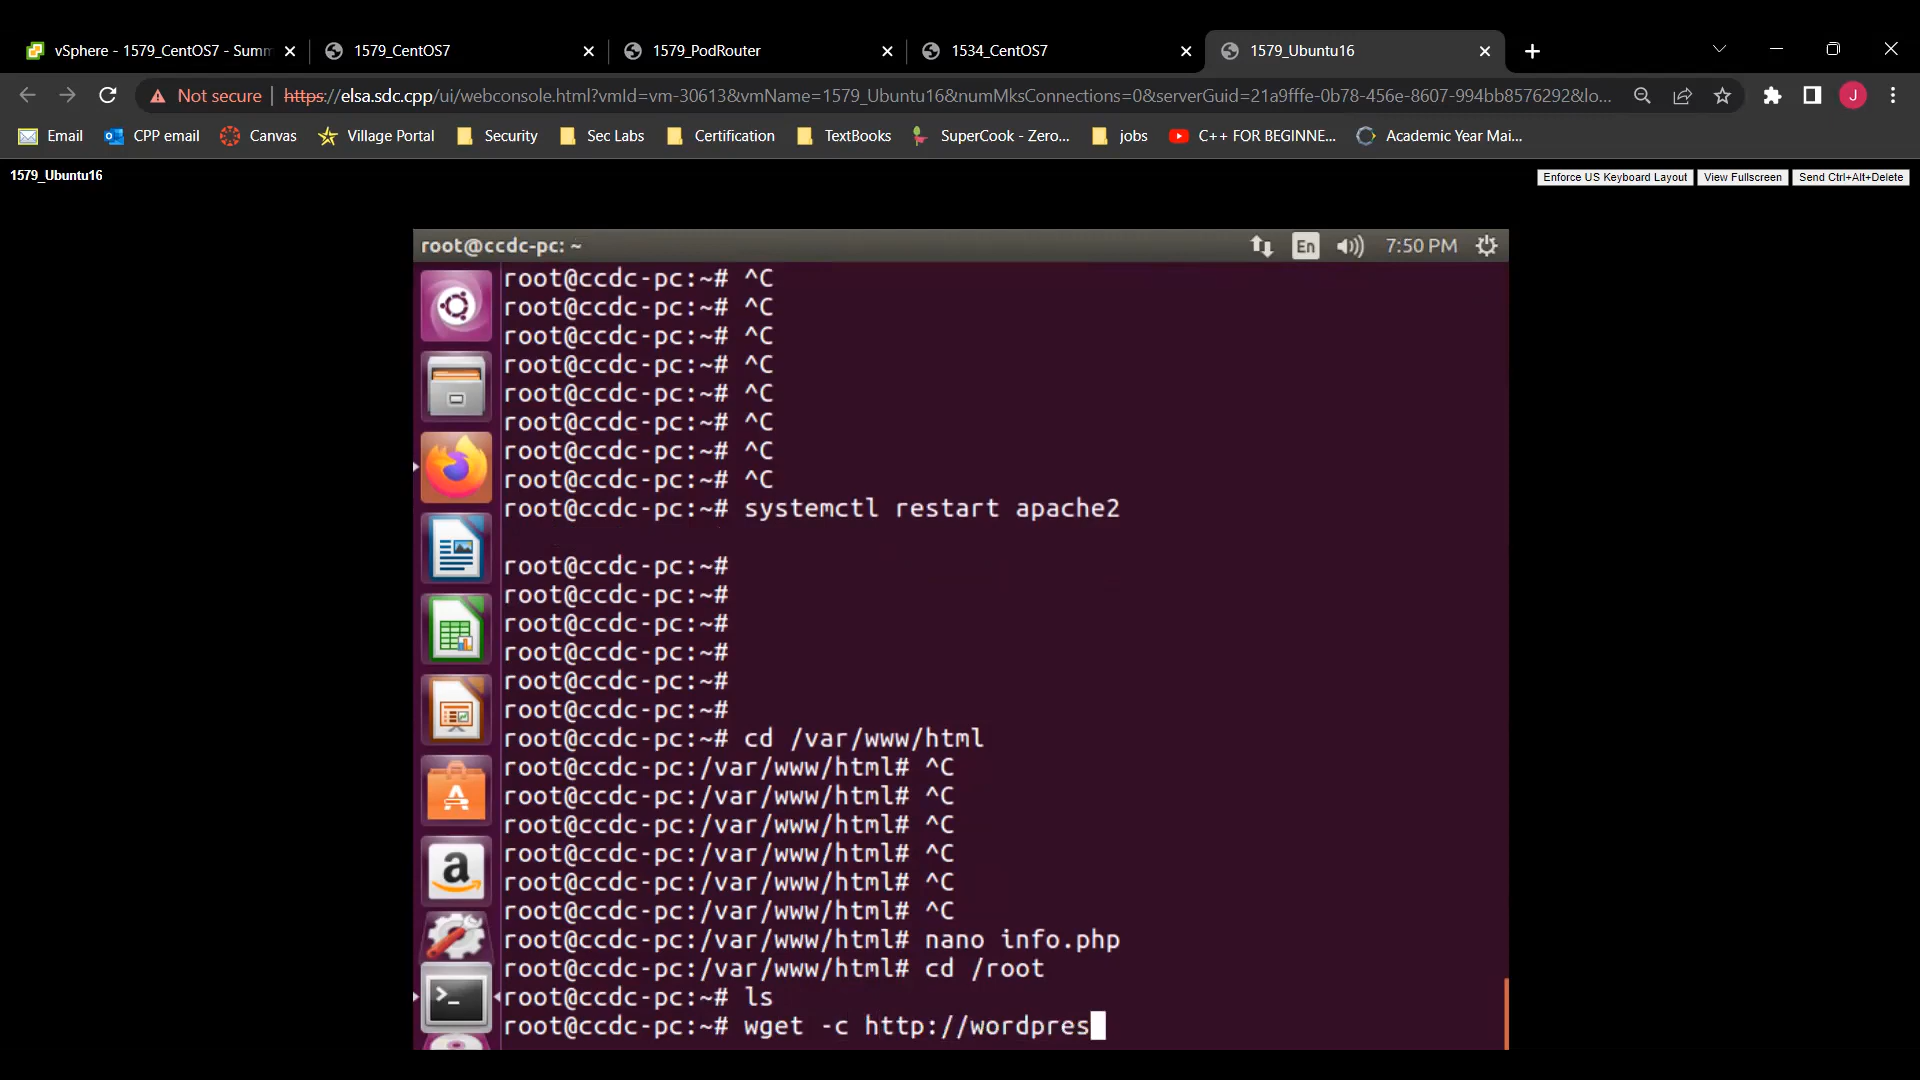 vSphere - 1579_CentOS7 - Summ
1579_CentOS7
1579_PodRouter
1534_CentOS7
1579_Ubuntu16
Not secure
https://elsa.sdc.cpp/ui/webconsole.html?vmId=vm-30613&vmName=1579_Ubuntu16&numMksConnections=0&serverGuid=21a9fffe-0b78-456e-8607-994bb8576292&lo...
J
Email
CPP email
Canvas
Village Portal
Security
Sec Labs
Certification
TextBooks
SuperCook - Zero...
jobs
C++ FOR BEGINNE...
Academic Year Mai...
1579_Ubuntu16
Enforce US Keyboard Layout
View Fullscreen
Send Ctrl+Alt+Delete
root@ccdc-pc: ~
En
7:50 PM
root@ccdc-pc:~# ^C
root@ccdc-pc:~# ^C
root@ccdc-pc:~# ^C
root@ccdc-pc:~# ^C
root@ccdc-pc:~# ^C
root@ccdc-pc:~# ^C
root@ccdc-pc:~# ^C
root@ccdc-pc:~# ^C
root@ccdc-pc:~# systemctl restart apache2
root@ccdc-pc:~#
root@ccdc-pc:~#
root@ccdc-pc:~#
root@ccdc-pc:~#
root@ccdc-pc:~#
root@ccdc-pc:~#
root@ccdc-pc:~# cd /var/www/html
root@ccdc-pc:/var/www/html# ^C
root@ccdc-pc:/var/www/html# ^C
root@ccdc-pc:/var/www/html# ^C
root@ccdc-pc:/var/www/html# ^C
root@ccdc-pc:/var/www/html# ^C
root@ccdc-pc:/var/www/html# ^C
root@ccdc-pc:/var/www/html# nano info.php
root@ccdc-pc:/var/www/html# cd /root
root@ccdc-pc:~# ls
root@ccdc-pc:~# wget -c http://wordpres